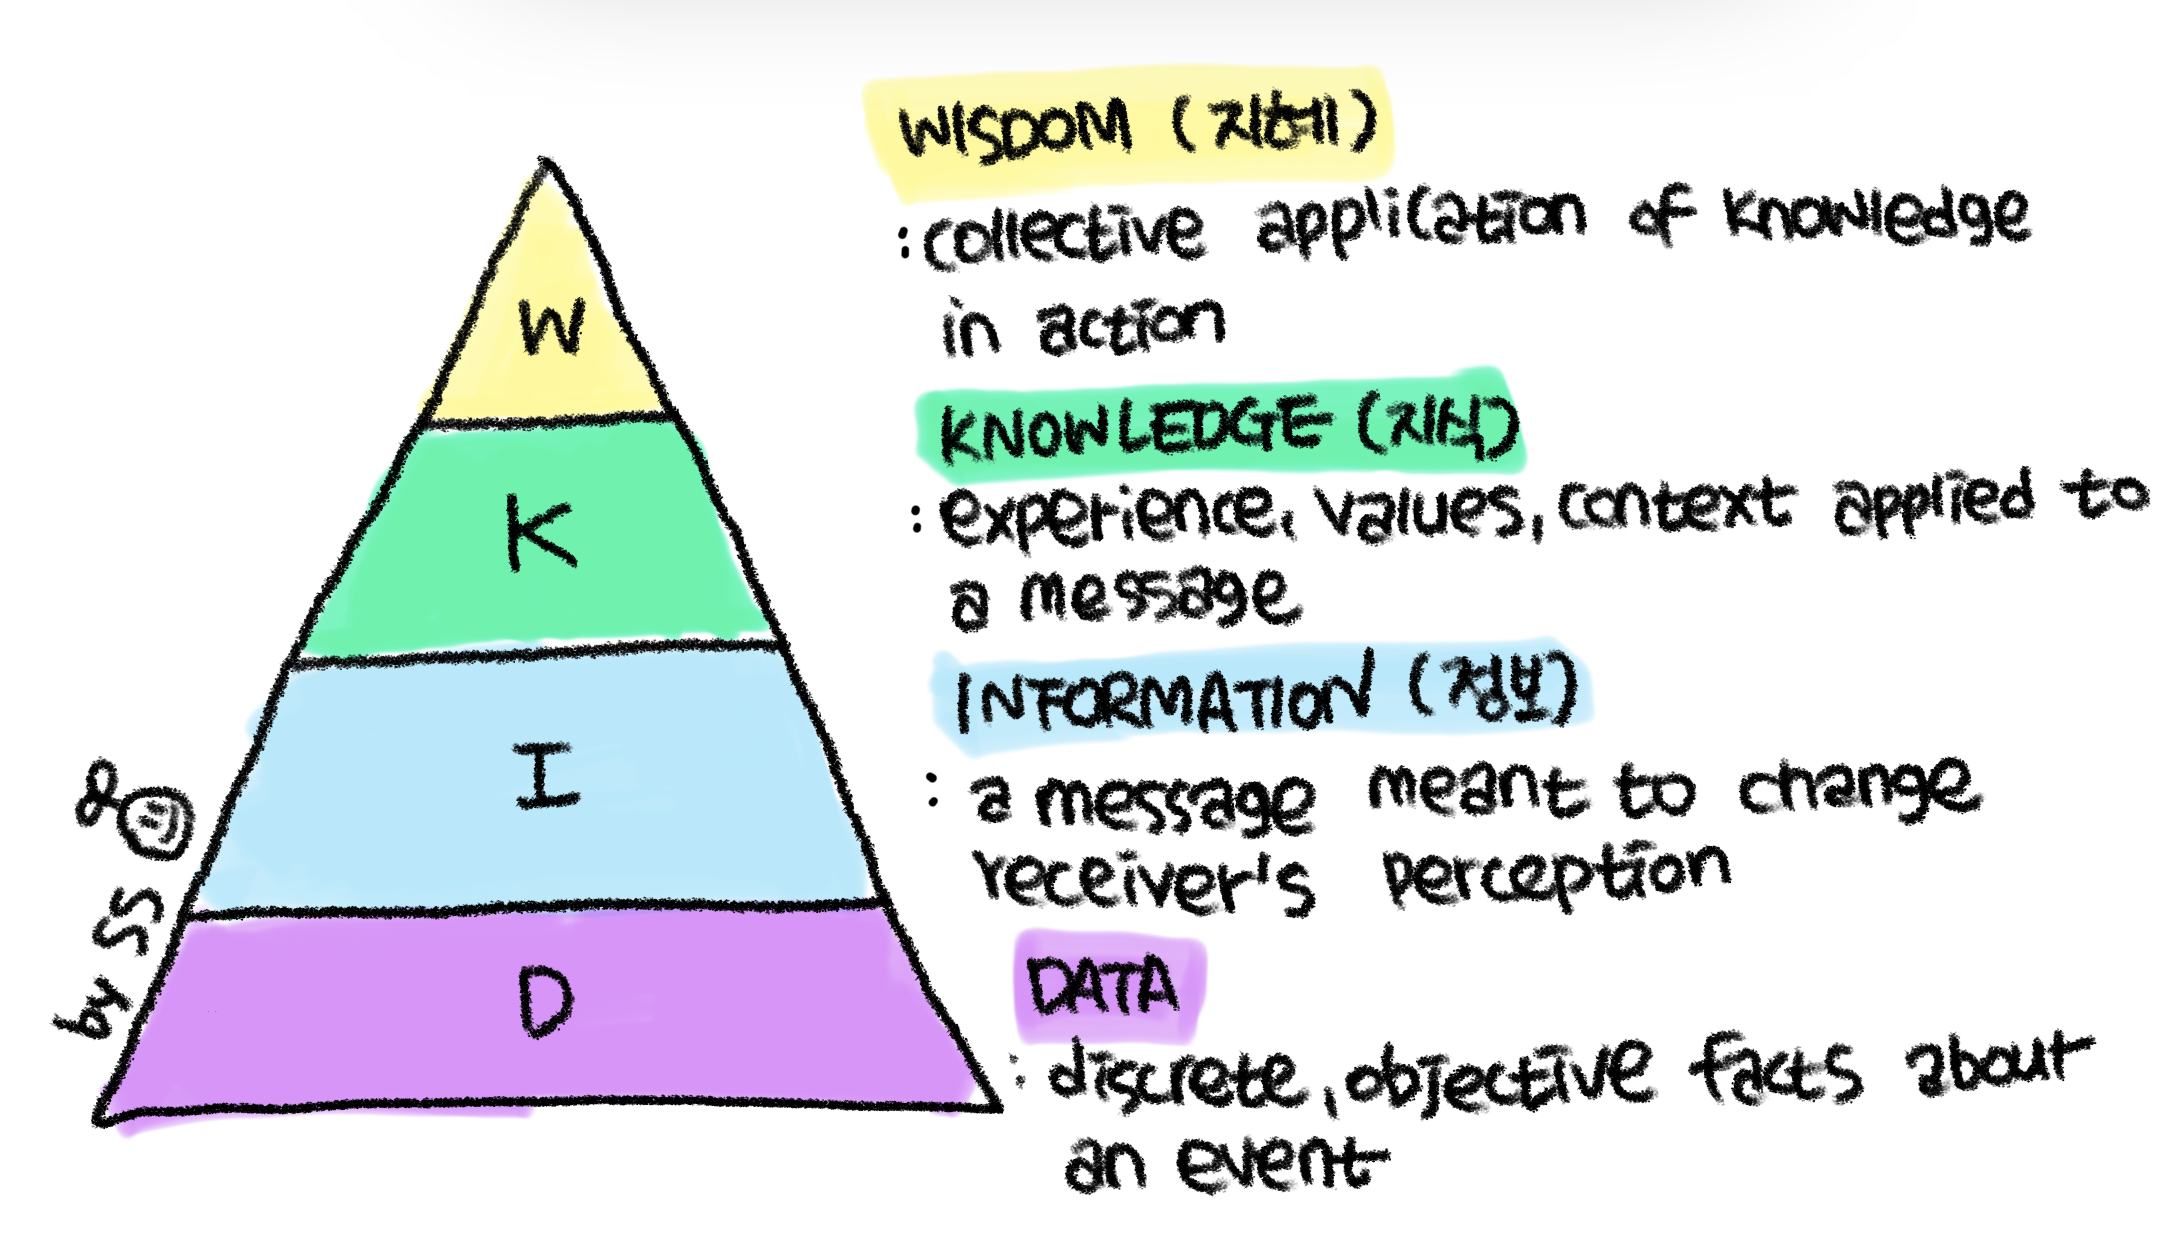 WISDOM (지혜)
: collective application of knowledge
in action
KNOWLEDGE (지식)
: experience, values, context applied to
a message
INFORMATION (정보)
: a message meant to change
receiver's perception
DATA
: discrete, objective facts about
an event
W
K
I
D
by SS